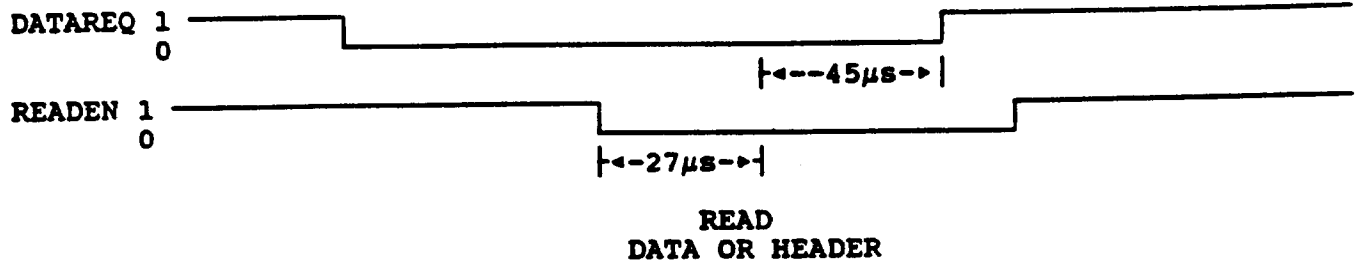 DATAREQ 1
0
45µs
READEN 1
0
27µs
READ
DATA OR HEADER